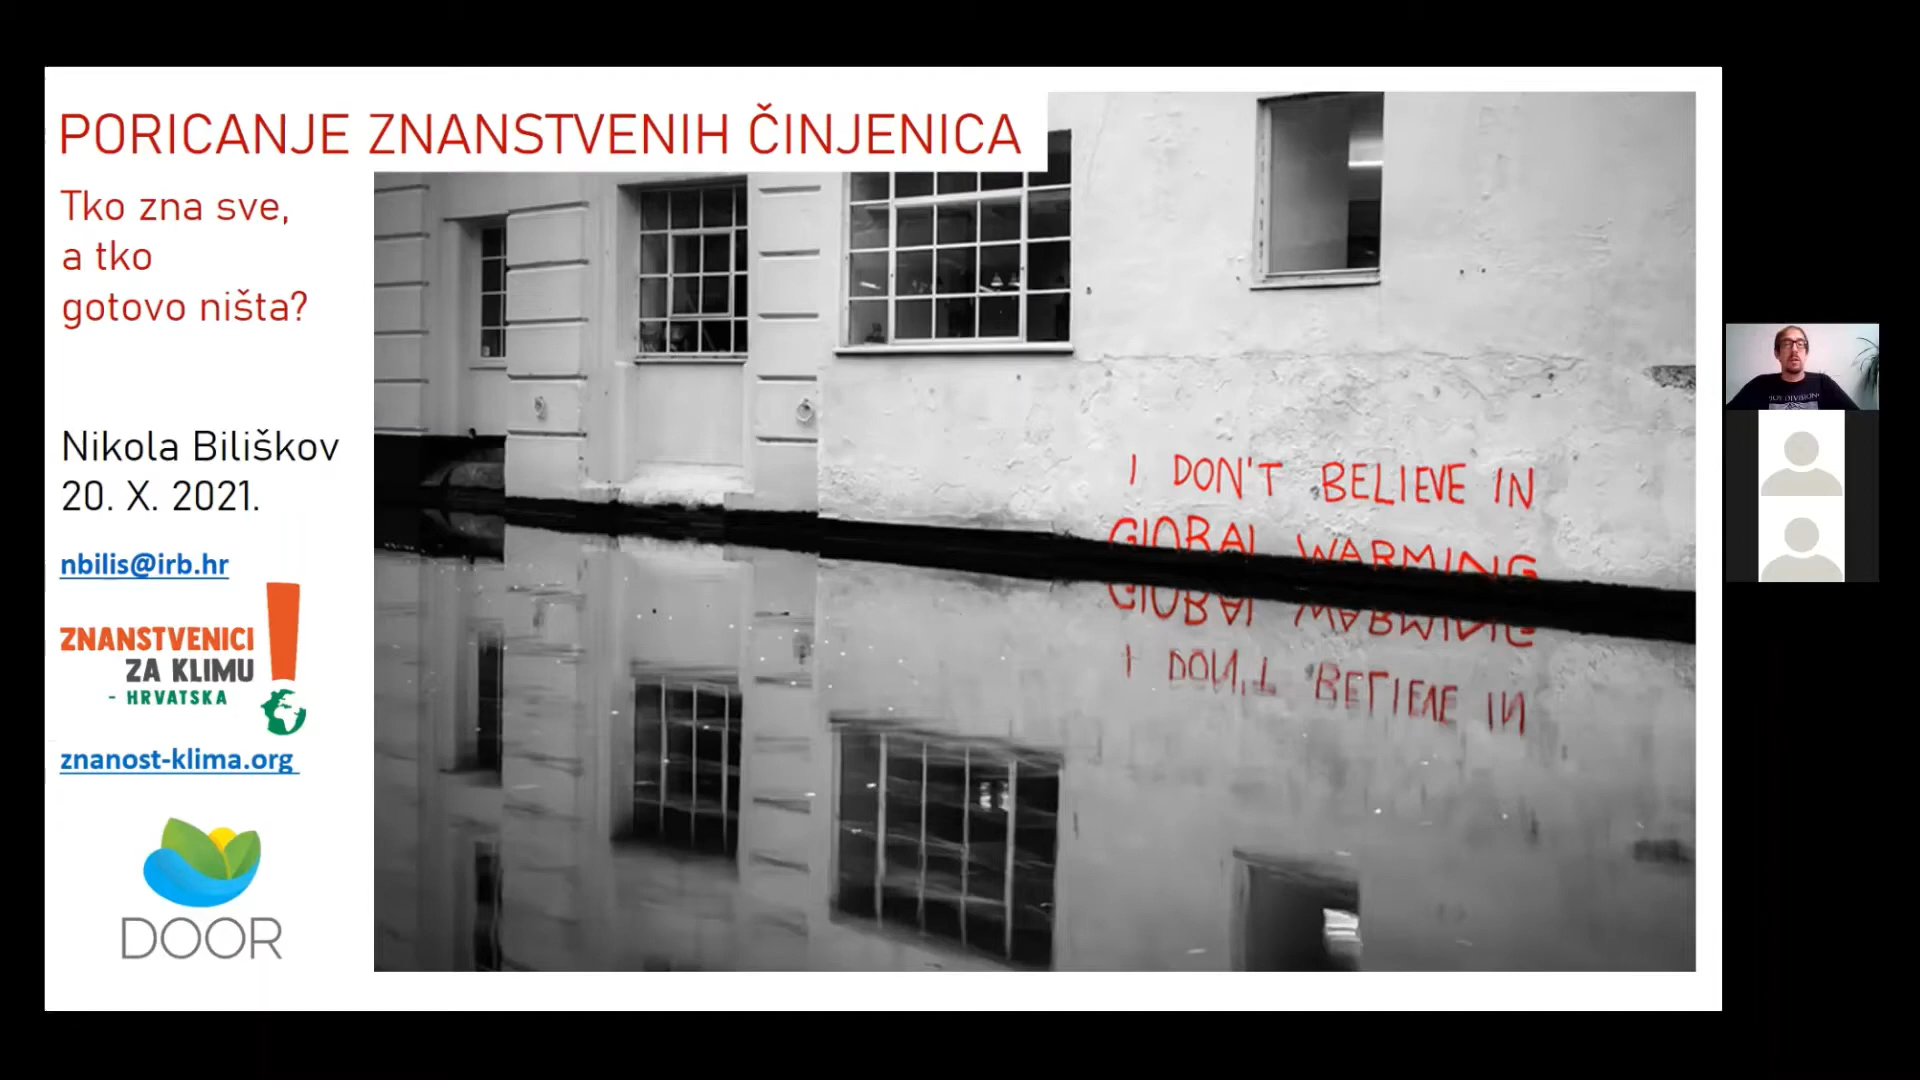 PORICANJE ZNANSTVENIH ČINJENICA
Tko zna sve,
a tko
gotovo ništa?
Nikola Biliškov
20. X. 2021.
nbilis@irb.hr
ZNANSTVENICI
ZA KLIMU
- HRVATSKA
znanost-klima.org
DOOR
I DON'T BELIEVE IN
GLOBAL WARMING